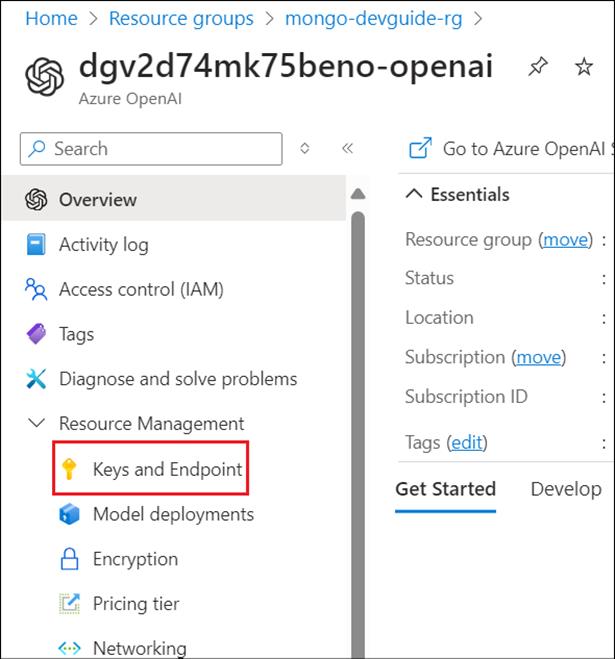 Home > Resource groups > mongo-devguide-rg >
dgv2d74mk75beno-openai
Azure OpenAI
Search
Overview
Activity log
Access control (IAM)
Tags
Diagnose and solve problems
Resource Management
Keys and Endpoint
Model deployments
Encryption
Pricing tier
Networking
Go to Azure OpenAI
Essentials
Resource group (move) :
Status :
Location :
Subscription (move) :
Subscription ID :
Tags (edit) :
Get Started Develop